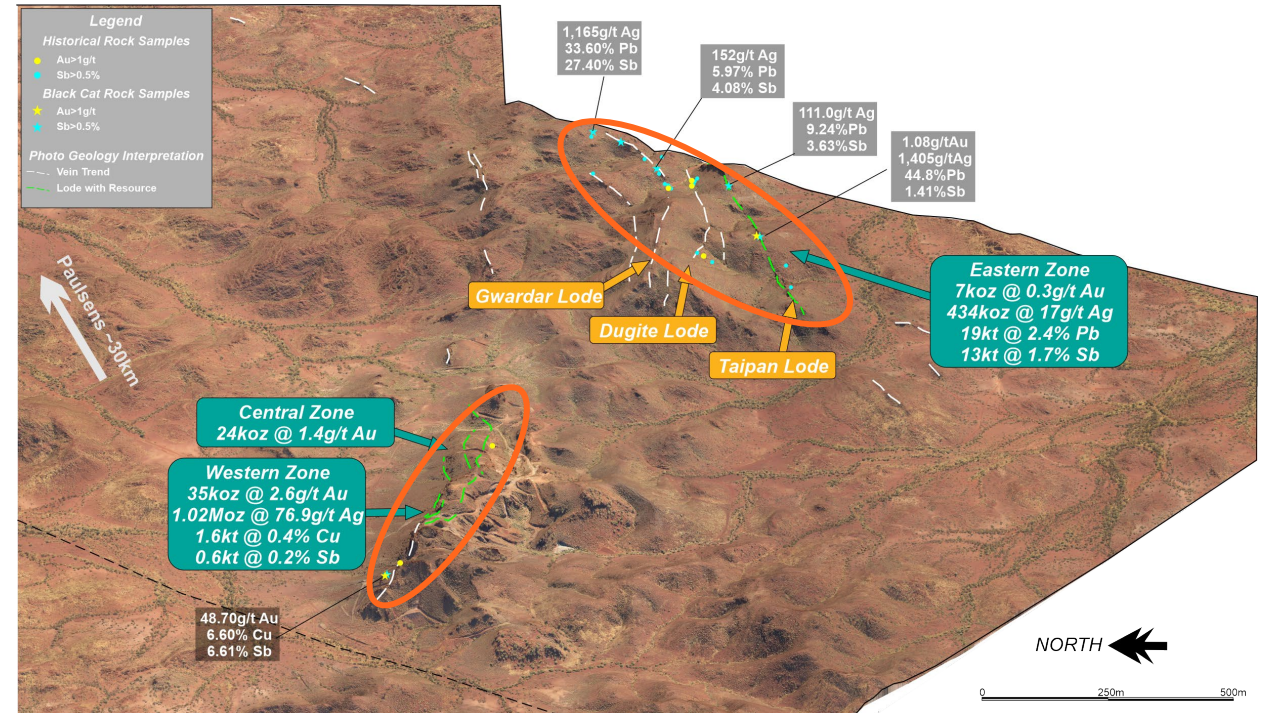 Legend
Historical Rock Samples
Au>1g/t
Sb>0.5%
Black Cat Rock Samples
Au>1g/t
Sb>0.5%
Photo Geology Interpretation
Vein Trend
Lode with Resource
1,165g/t Ag
33.60% Pb
27.40% Sb
152g/t Ag
5.97% Pb
4.08% Sb
111.0g/t Ag
9.24%Pb
3.63%Sb
1.08g/tAu
1,405g/tAg
44.8%Pb
1.41%Sb
Paulsens ~30km
Gwardar Lode
Dugite Lode
Taipan Lode
Eastern Zone
7koz @ 0.3g/t Au
434koz @ 17g/t Ag
19kt @ 2.4% Pb
13kt @ 1.7% Sb
Central Zone
24koz @ 1.4g/t Au
Western Zone
35koz @ 2.6g/t Au
1.02Moz @ 76.9g/t Ag
1.6kt @ 0.4% Cu
0.6kt @ 0.2% Sb
48.70g/t Au
6.60% Cu
6.61% Sb
NORTH
0 250m 500m